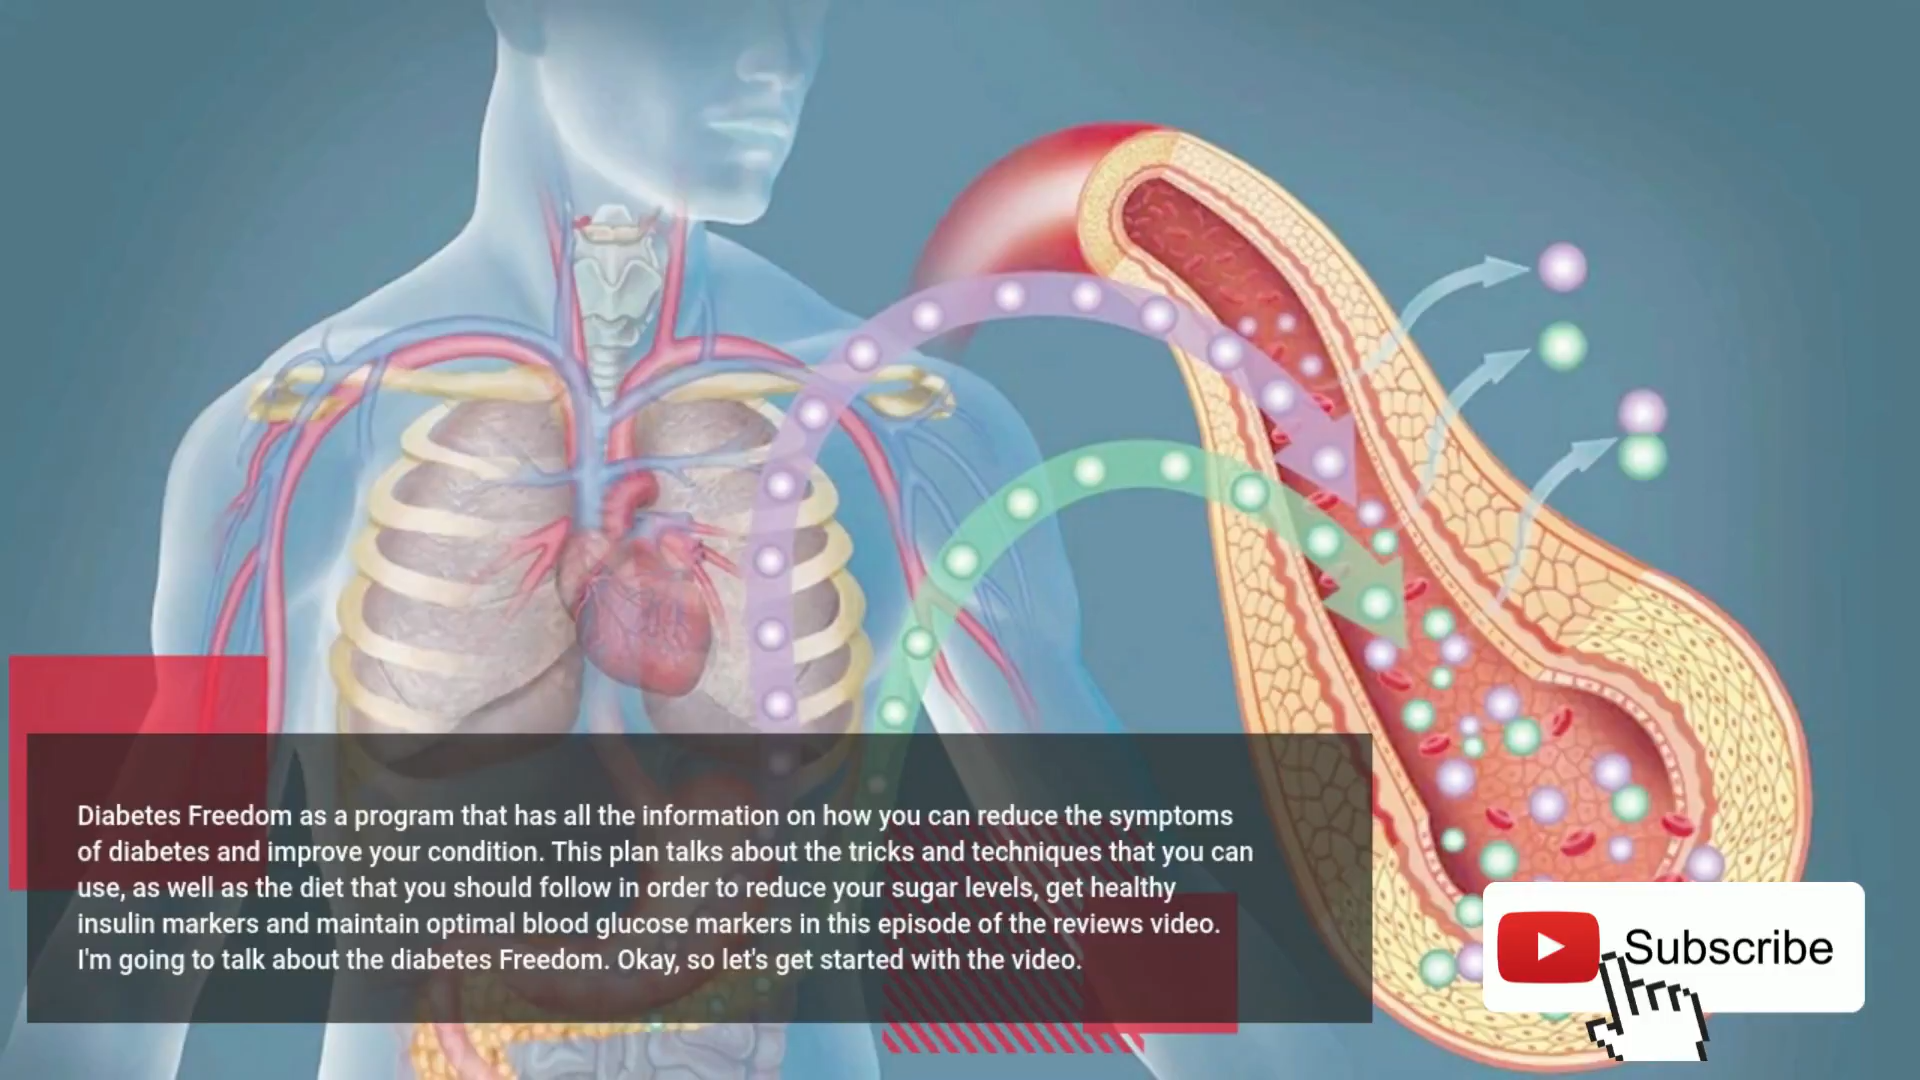 Diabetes Freedom as a program that has all the information on how you can reduce the symptoms
of diabetes and improve your condition. This plan talks about the tricks and techniques that you can
use, as well as the diet that you should follow in order to reduce your sugar levels, get healthy
insulin markers and maintain optimal blood glucose markers in this episode of the reviews video.
I'm going to talk about the diabetes Freedom. Okay, so let's get started with the video.
Subscribe